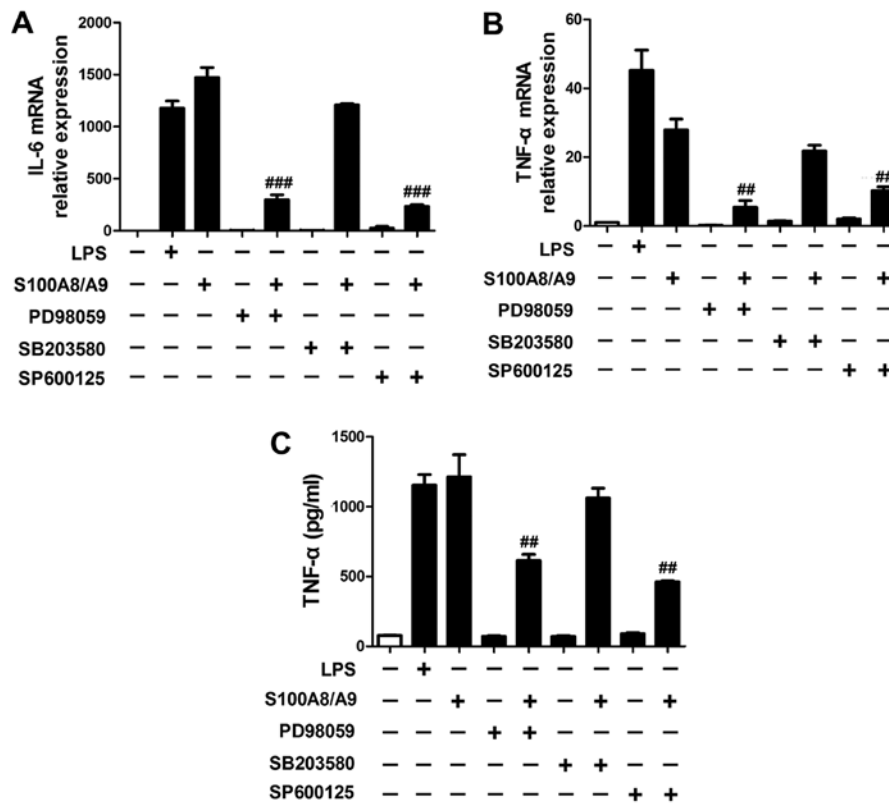 A
IL-6 mRNA
relative expression
2000
1500
1000
500
0
###
###
LPS – + – – – – – – –
S100A8/A9 – – + – + – + – +
PD98059 – – – + + – – – –
SB203580 – – – – – + + – –
SP600125 – – – – – – – + +
B
TNF-α mRNA
relative expression
60
40
20
0
##
##
LPS – + – – – – – – –
S100A8/A9 – – + – + – + – +
PD98059 – – – + + – – – –
SB203580 – – – – – + + – –
SP600125 – – – – – – – + +
C
TNF-α (pg/ml)
1500
1000
500
0
##
##
LPS – + – – – – – – –
S100A8/A9 – – + – + – + – +
PD98059 – – – + + – – – –
SB203580 – – – – – + + – –
SP600125 – – – – – – – + +